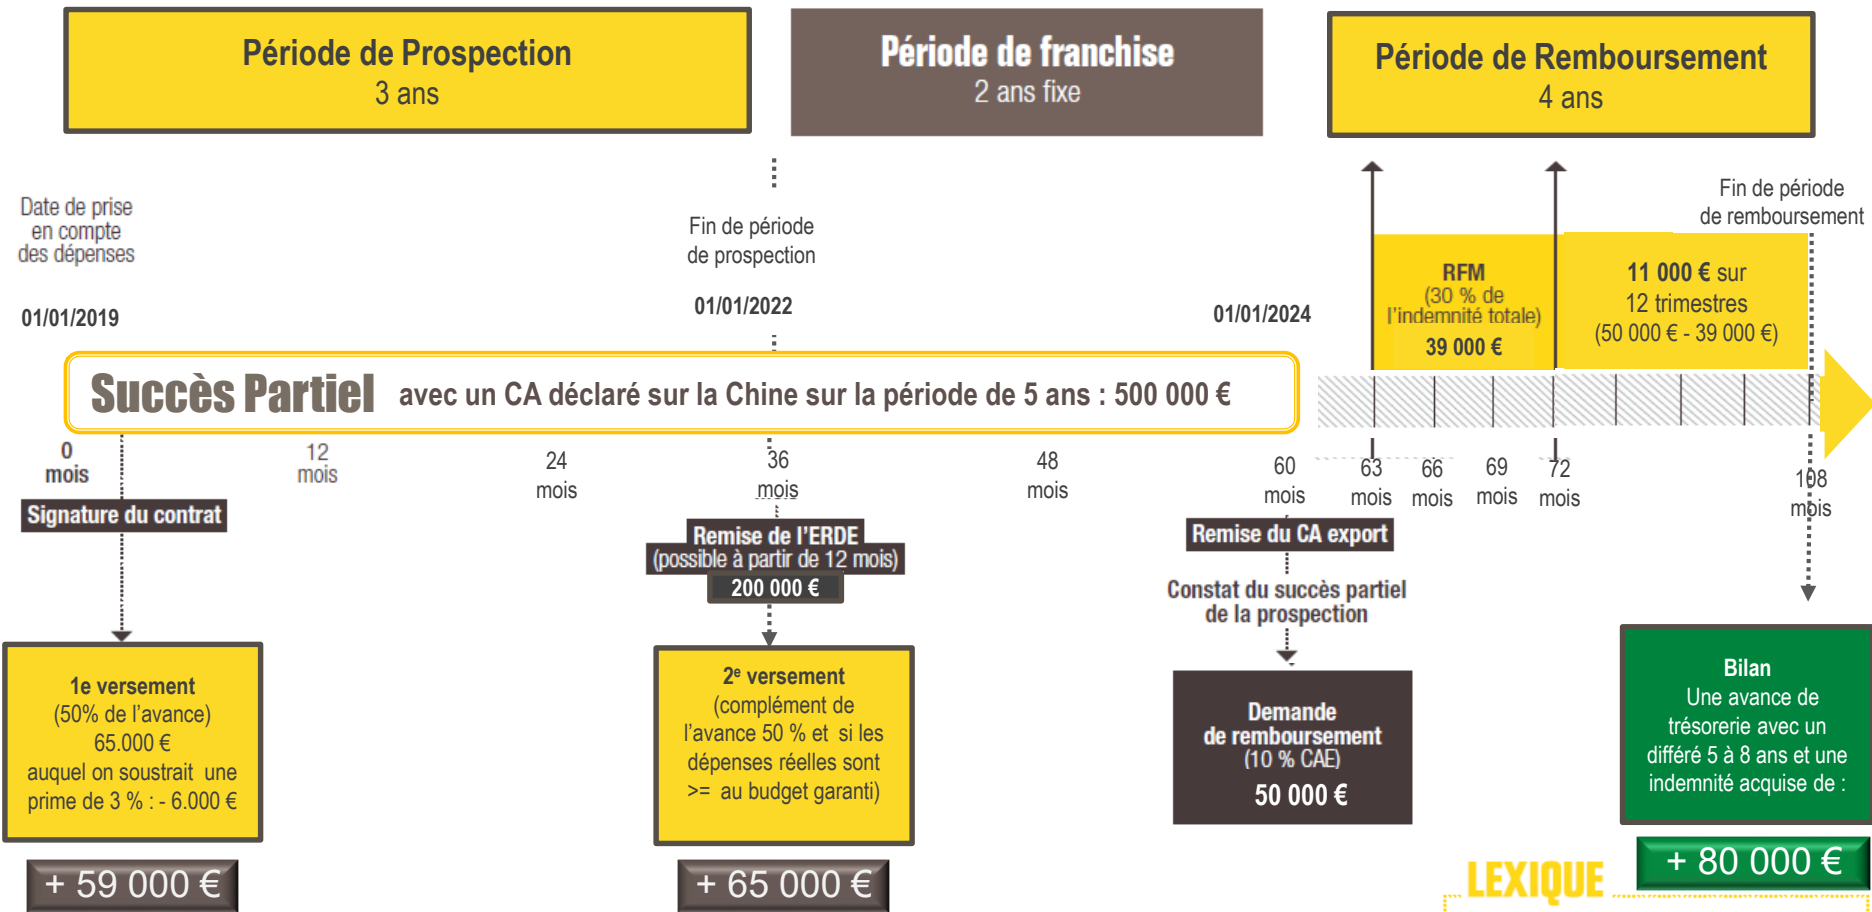 Période de Prospection
3 ans
Période de franchise
2 ans fixe
Période de Remboursement
4 ans
Date de prise
en compte
des dépenses
01/01/2019
Fin de période
de prospection
01/01/2022
01/01/2024
RFM
(30 % de
l'indemnité totale)
39 000 €
11 000 € sur
12 trimestres
(50 000 € - 39 000 €)
Fin de période
de remboursement
Succès Partiel avec un CA déclaré sur la Chine sur la période de 5 ans : 500 000 €
0
mois
12
mois
24
mois
36
mois
48
mois
60
mois
63
mois
66
mois
69
mois
72
mois
108
mois
Signature du contrat
1e versement
(50% de l'avance)
65.000 €
auquel on soustrait une
prime de 3 % : - 6.000 €
+ 59 000 €
Remise de l'ERDE
(possible à partir de 12 mois)
200 000 €
2e versement
(complément de
l'avance 50 % et si les
dépenses réelles sont
>= au budget garanti)
+ 65 000 €
Remise du CA export
Constat du succès partiel
de la prospection
Demande
de remboursement
(10 % CAE)
50 000 €
Bilan
Une avance de
trésorerie avec un
différé 5 à 8 ans et une
indemnité acquise de :
+ 80 000 €
LEXIQUE